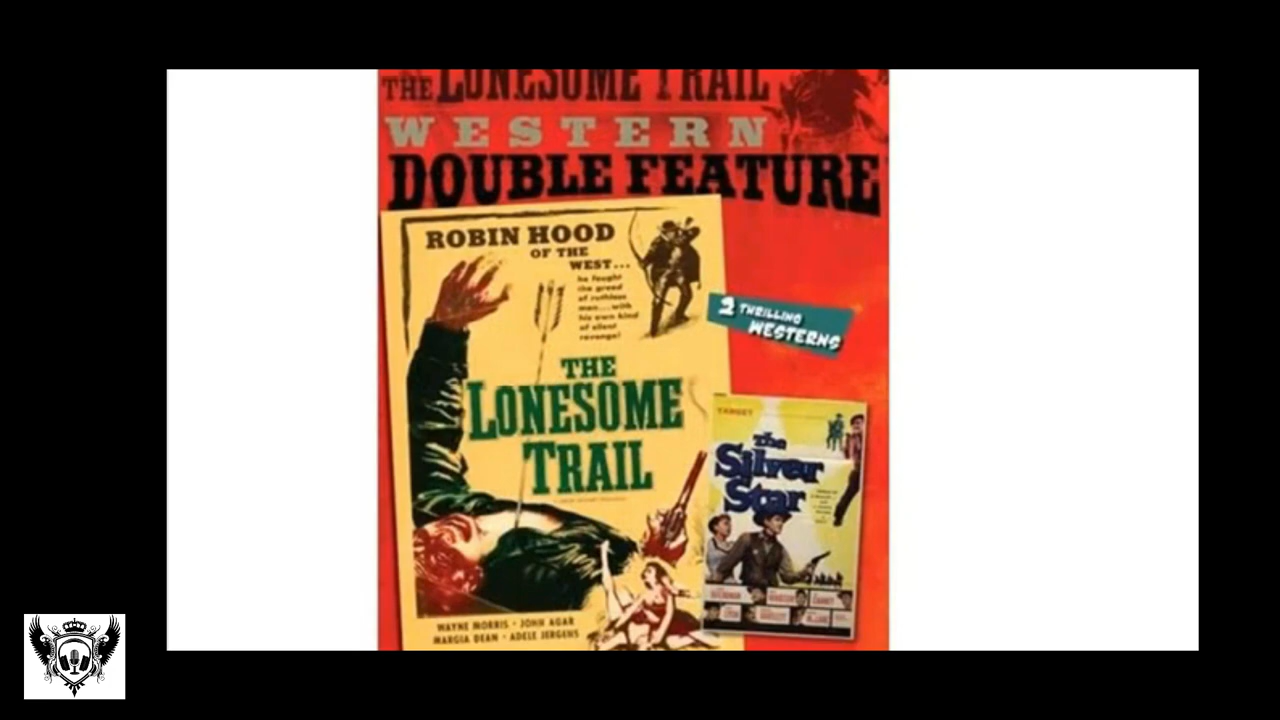 THE LONESOME TRAIL
WESTERN
DOUBLE FEATURE
ROBIN HOOD
OF THE
WEST...
he fought
the greed
of ruthless
men....with
his own kind
of silent
revenge!
2 THRILLING
WESTERNS
THE
LONESOME
TRAIL
WAYNE MORRIS • JOHN AGAR
MARGIA DEAN • ADELE JERGENS
The
Silver
Star